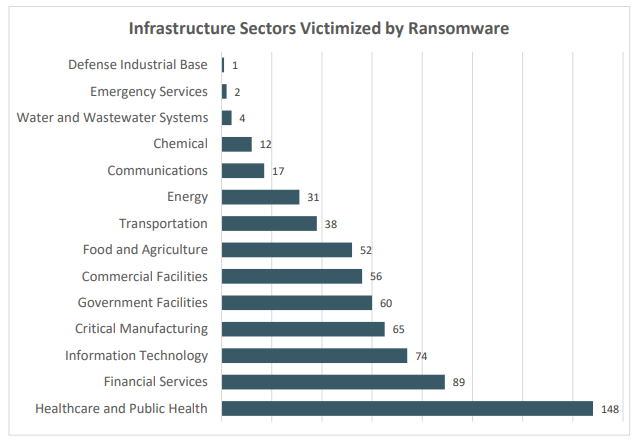 Infrastructure Sectors Victimized by Ransomware
Defense Industrial Base 1
Emergency Services 2
Water and Wastewater Systems 4
Chemical 12
Communications 17
Energy 31
Transportation 38
Food and Agriculture 52
Commercial Facilities 56
Government Facilities 60
Critical Manufacturing 65
Information Technology 74
Financial Services 89
Healthcare and Public Health 148